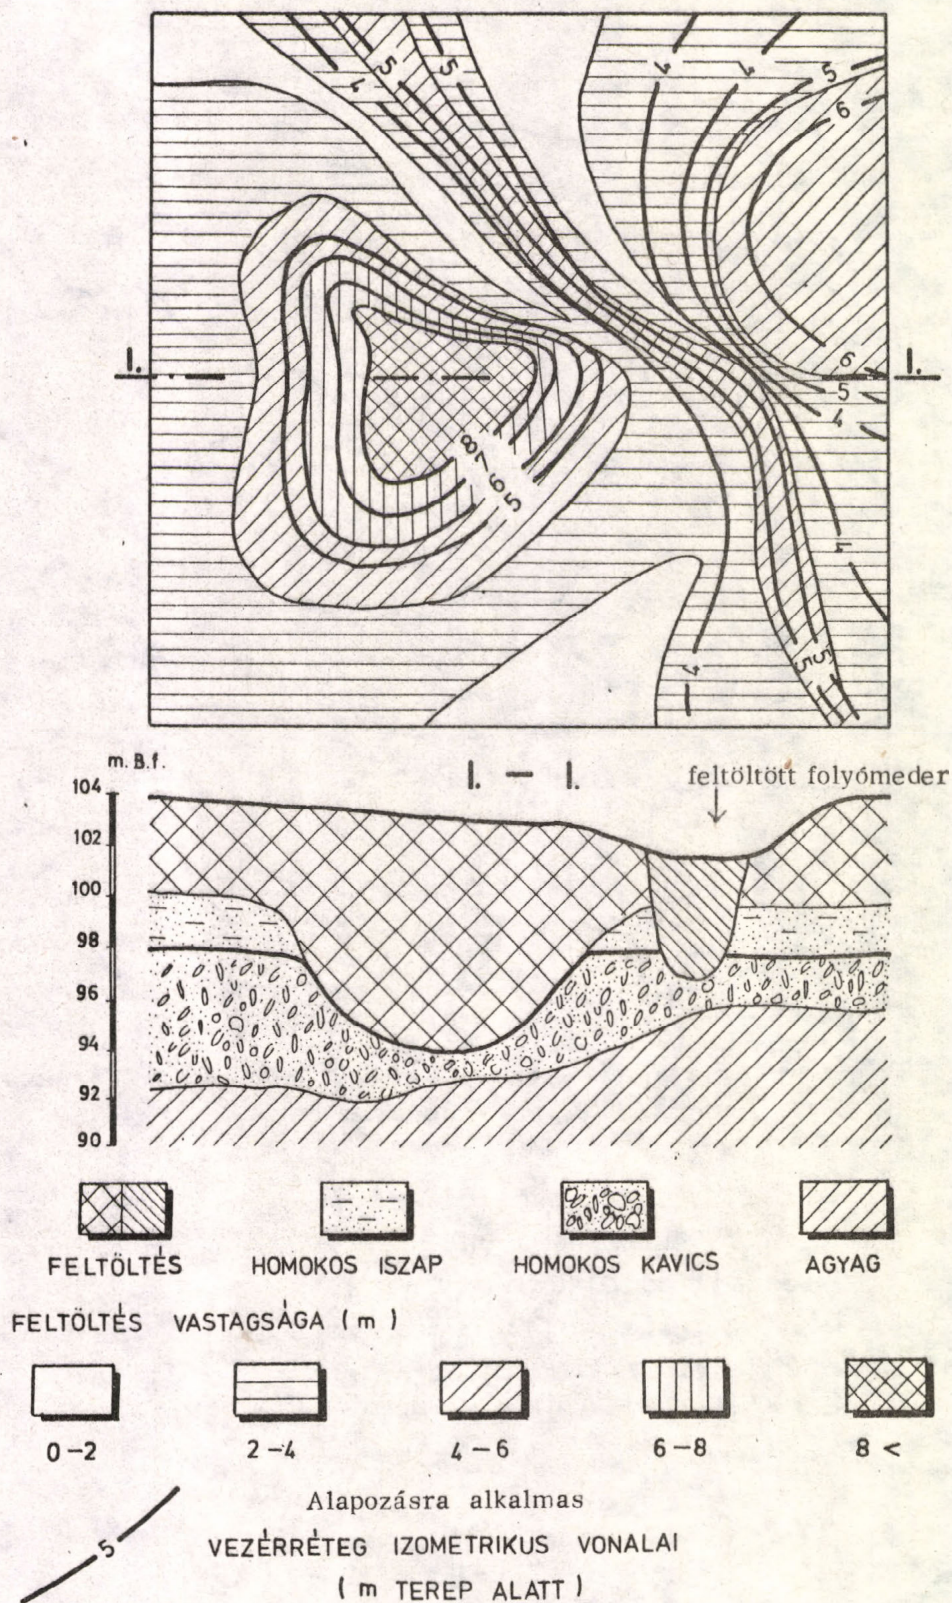 4
5
5
4
4
5
6
I.
I.
6
5
4
8
7
6
5
4
4
5
5
m. B.f.
I. – I.
feltöltött folyómeder
104
102
100
98
96
94
92
90
FELTÖLTÉS HOMOKOS ISZAP HOMOKOS KAVICS AGYAG
FELTÖLTÉS VASTAGSÁGA ( m )
0-2 2-4 4-6 6-8 8 <
Alapozásra alkalmas
5 VEZÉRRÉTEG IZOMETRIKUS VONALAI
( m TEREP ALATT )